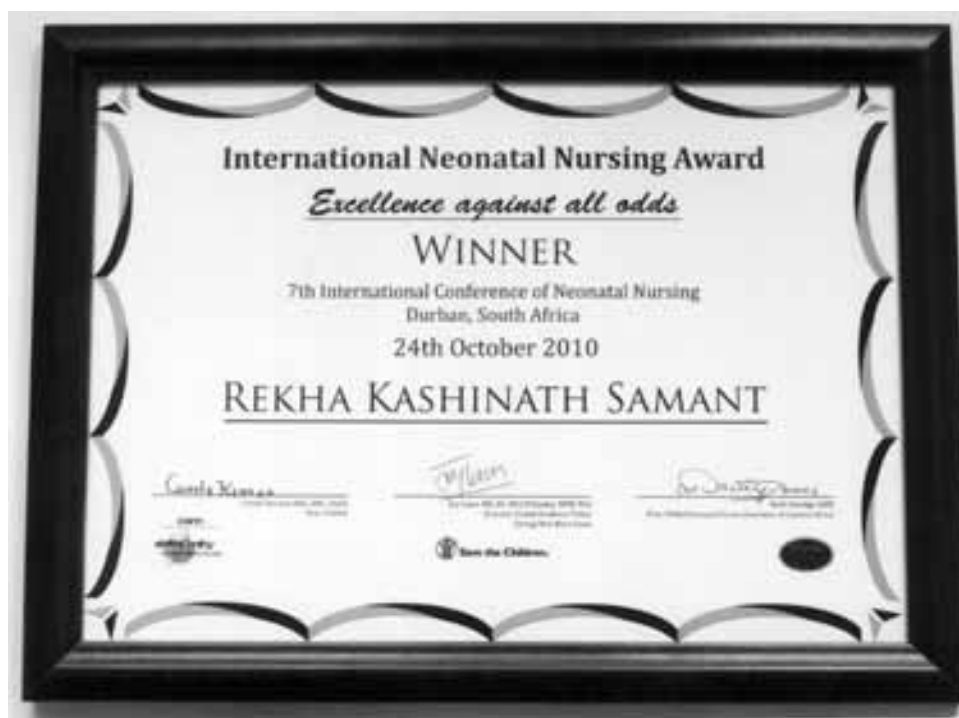 International Neonatal Nursing Award
Excellence against all odds
WINNER
7th International Conference of Neonatal Nursing
Durban, South Africa
24th October 2010
REKHA KASHINATH SAMANT
Save the Children.